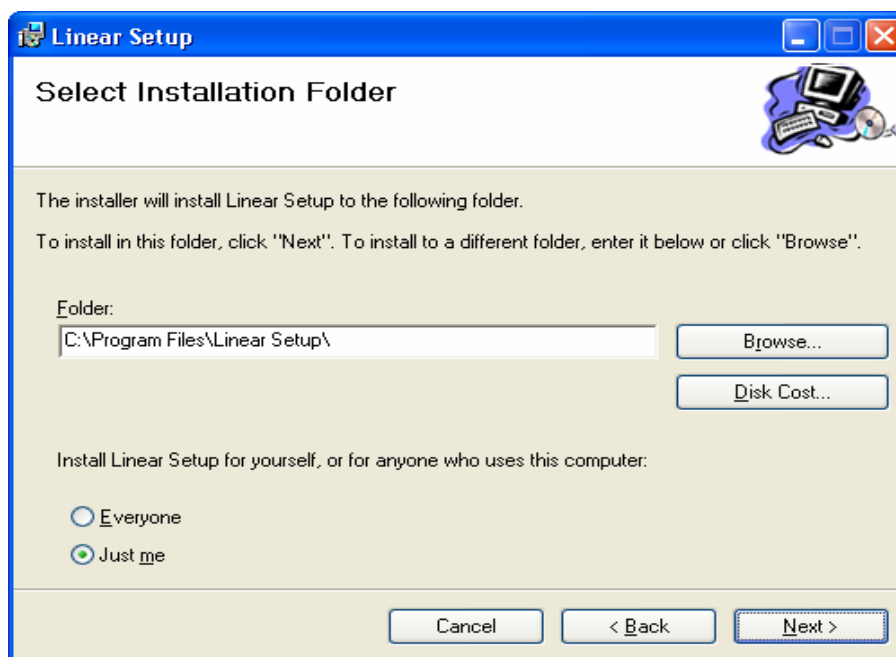 Linear Setup
Select Installation Folder
The installer will install Linear Setup to the following folder.
To install in this folder, click "Next". To install to a different folder, enter it below or click "Browse".
Folder:
C:\Program Files\Linear Setup\
Browse...
Disk Cost...
Install Linear Setup for yourself, or for anyone who uses this computer:
Everyone
Just me
Cancel
< Back
Next >